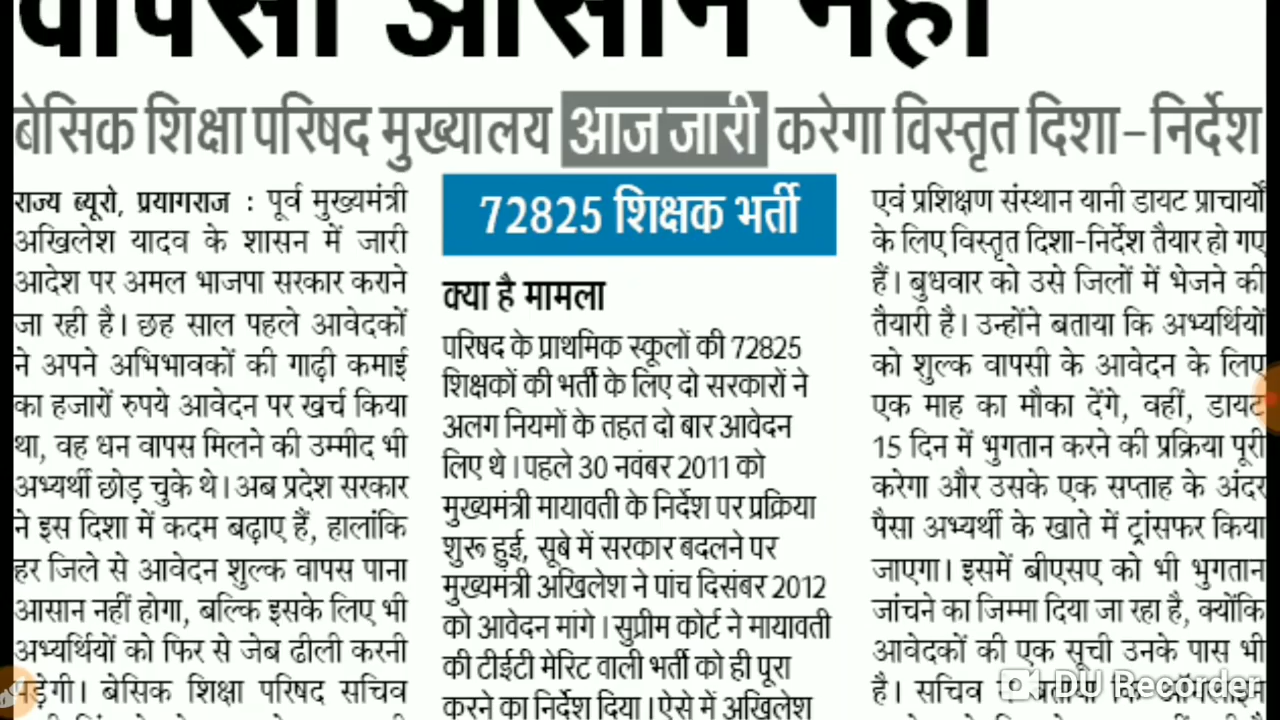 वापसी आसान नहीं
बेसिक शिक्षा परिषद मुख्यालय आज जारी करेगा विस्तृत दिशा-निर्देश
राज्य ब्यूरो, प्रयागराज : पूर्व मुख्यमंत्री
अखिलेश यादव के शासन में जारी
आदेश पर अमल भाजपा सरकार कराने
जा रही है। छह साल पहले आवेदकों
ने अपने अभिभावकों की गाढ़ी कमाई
का हजारों रुपये आवेदन पर खर्च किया
था, वह धन वापस मिलने की उम्मीद भी
अभ्यर्थी छोड़ चुके थे। अब प्रदेश सरकार
ने इस दिशा में कदम बढ़ाए हैं, हालांकि
हर जिले से आवेदन शुल्क वापस पाना
आसान नहीं होगा, बल्कि इसके लिए भी
अभ्यर्थियों को फिर से जेब ढीली करनी
पड़ेगी। बेसिक शिक्षा परिषद सचिव
72825 शिक्षक भर्ती
क्या है मामला
परिषद के प्राथमिक स्कूलों की 72825
शिक्षकों की भर्ती के लिए दो सरकारों ने
अलग नियमों के तहत दो बार आवेदन
लिए थे। पहले 30 नवंबर 2011 को
मुख्यमंत्री मायावती के निर्देश पर प्रक्रिया
शुरू हुई, सूबे में सरकार बदलने पर
मुख्यमंत्री अखिलेश ने पांच दिसंबर 2012
को आवेदन मांगे। सुप्रीम कोर्ट ने मायावती
की टीईटी मेरिट वाली भर्ती को ही पूरा
करने का निर्देश दिया। ऐसे में अखिलेश
एवं प्रशिक्षण संस्थान यानी डायट प्राचार्यों
के लिए विस्तृत दिशा-निर्देश तैयार हो गए
हैं। बुधवार को उसे जिलों में भेजने की
तैयारी है। उन्होंने बताया कि अभ्यर्थियों
को शुल्क वापसी के आवेदन के लिए
एक माह का मौका देंगे, वहीं, डायट
15 दिन में भुगतान करने की प्रक्रिया पूरी
करेगा और उसके एक सप्ताह के अंदर
पैसा अभ्यर्थी के खाते में ट्रांसफर किया
जाएगा। इसमें बीएसए को भी भुगतान
जांचने का जिम्मा दिया जा रहा है, क्योंकि
आवेदकों की एक सूची उनके पास भी
है। सचिव ने बताया कि ऑनलाइन
DU Recorder